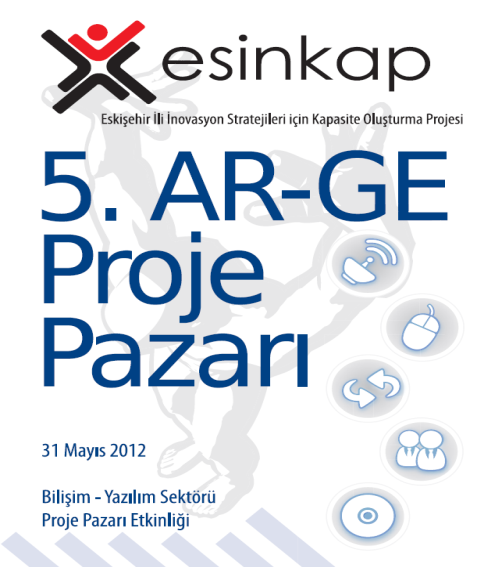 esinkap
Eskişehir İli İnovasyon Stratejileri için Kapasite Oluşturma Projesi
5. AR-GE
Proje
Pazarı
31 Mayıs 2012
Bilişim - Yazılım Sektörü
Proje Pazarı Etkinliği